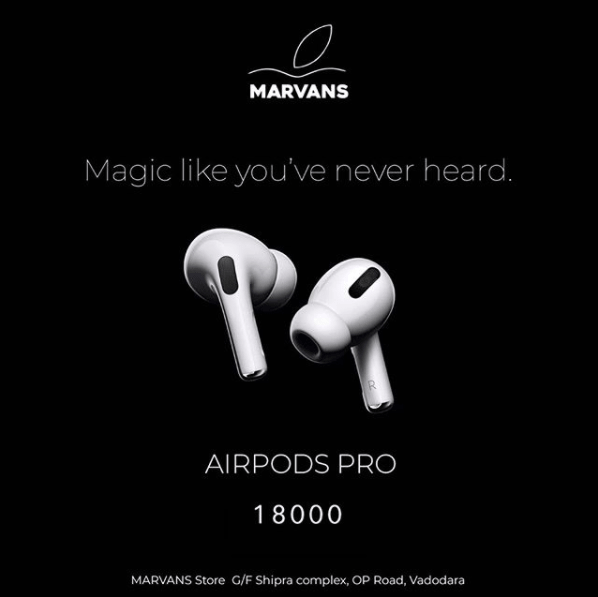 MARVANS
Magic like you've never heard.
R
AIRPODS PRO
18000
MARVANS Store G/F Shipra complex, OP Road, Vadodara